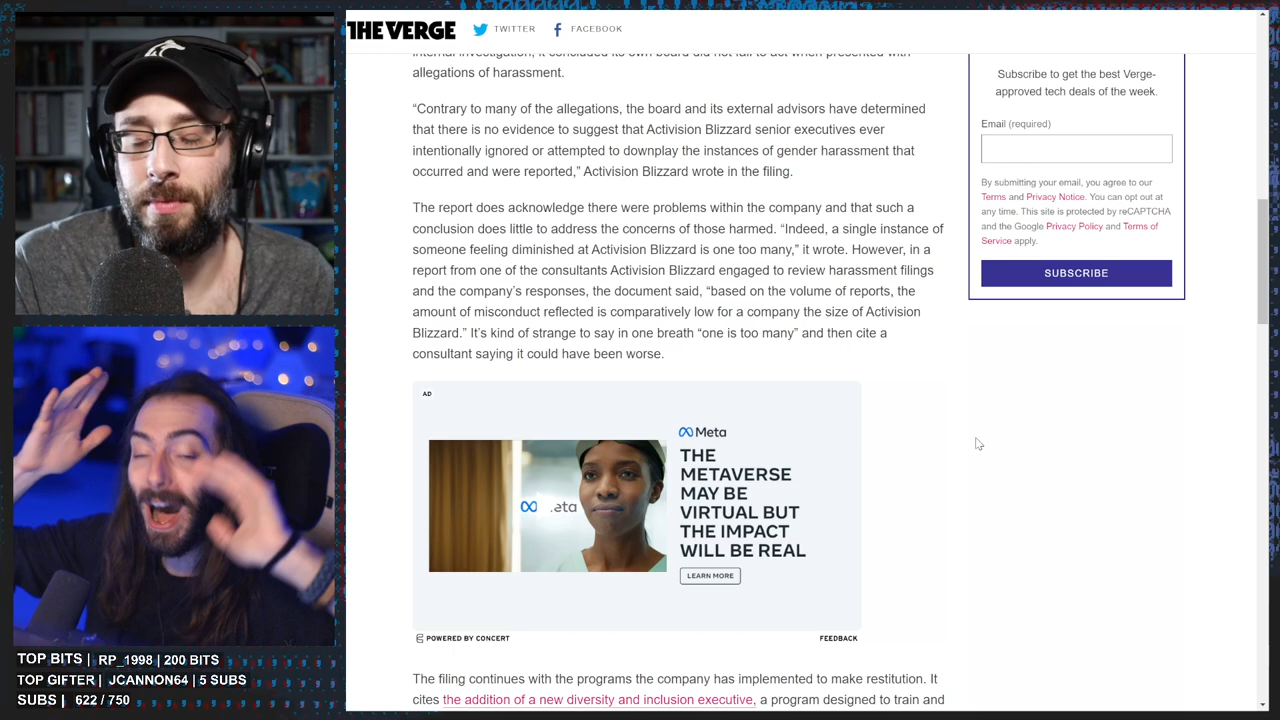 THE VERGE
TWITTER
FACEBOOK
internal investigation, it concluded its own board did not fail to act when presented with
allegations of harassment.
“Contrary to many of the allegations, the board and its external advisors have determined
that there is no evidence to suggest that Activision Blizzard senior executives ever
intentionally ignored or attempted to downplay the instances of gender harassment that
occurred and were reported,” Activision Blizzard wrote in the filing.
The report does acknowledge there were problems within the company and that such a
conclusion does little to address the concerns of those harmed. “Indeed, a single instance of
someone feeling diminished at Activision Blizzard is one too many,” it wrote. However, in a
report from one of the consultants Activision Blizzard engaged to review harassment filings
and the company’s responses, the document said, “based on the volume of reports, the
amount of misconduct reflected is comparatively low for a company the size of Activision
Blizzard.” It’s kind of strange to say in one breath “one is too many” and then cite a
consultant saying it could have been worse.
AD
Meta
THE
METAVERSE
MAY BE
VIRTUAL BUT
THE IMPACT
WILL BE REAL
LEARN MORE
POWERED BY CONCERT
FEEDBACK
The filing continues with the programs the company has implemented to make restitution. It
cites the addition of a new diversity and inclusion executive, a program designed to train and
Subscribe to get the best Verge-
approved tech deals of the week.
Email (required)
By submitting your email, you agree to our
Terms and Privacy Notice. You can opt out at
any time. This site is protected by reCAPTCHA
and the Google Privacy Policy and Terms of
Service apply.
SUBSCRIBE
TOP BITS | RP_1998 | 200 BITS
TOP GIFTER | JCANNON64 | 5 SUBS
SUBS | 622 / 750